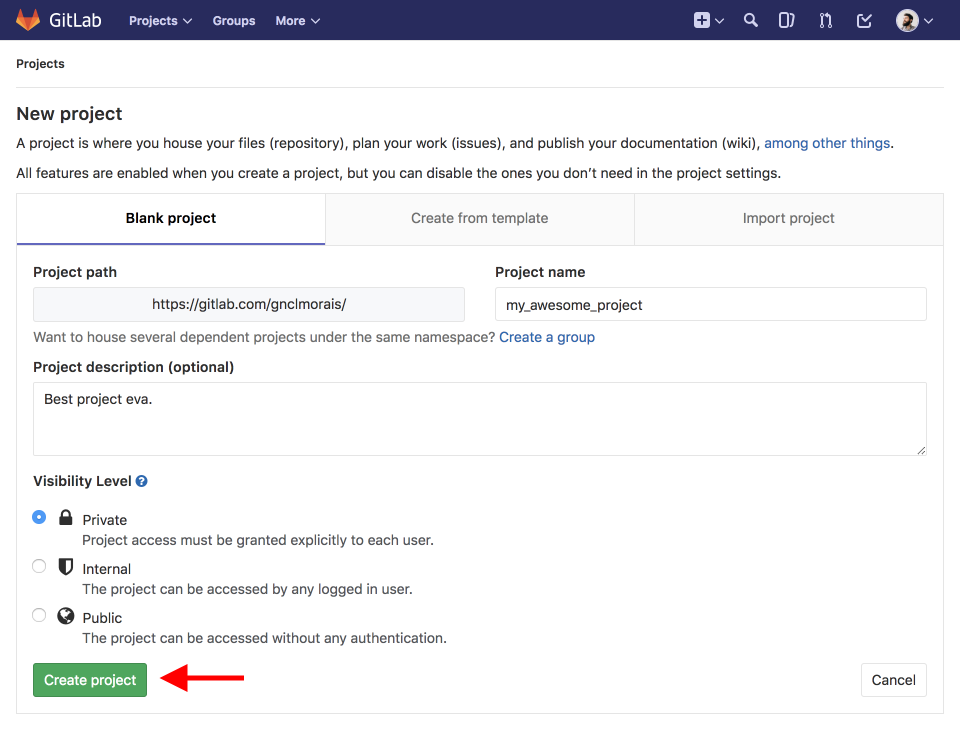 GitLab Projects Groups More
Projects
New project
A project is where you house your files (repository), plan your work (issues), and publish your documentation (wiki), among other things.
All features are enabled when you create a project, but you can disable the ones you don’t need in the project settings.
Blank project Create from template Import project
Project path Project name
https://gitlab.com/gnclmorais/ my_awesome_project
Want to house several dependent projects under the same namespace? Create a group
Project description (optional)
Best project eva.
Visibility Level ?
Private
Project access must be granted explicitly to each user.
Internal
The project can be accessed by any logged in user.
Public
The project can be accessed without any authentication.
Create project Cancel